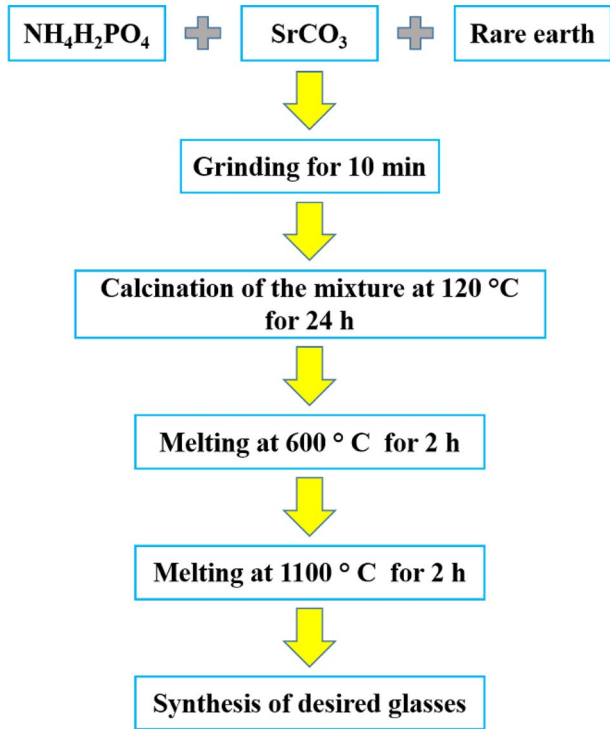 NH₄H₂PO₄ SrCO₃ Rare earth
Grinding for 10 min
Calcination of the mixture at 120 °C
for 24 h
Melting at 600 ° C for 2 h
Melting at 1100 ° C for 2 h
Synthesis of desired glasses